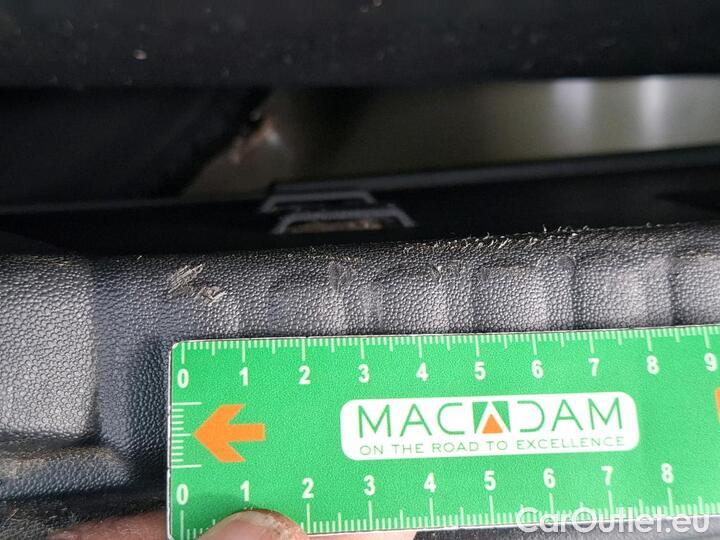 0 1 2 3 4 5 6 7 8 9
MACADAM
ON THE ROAD TO EXCELLENCE
0 1 2 3 4 5 6 7 8
CarOutlet.eu